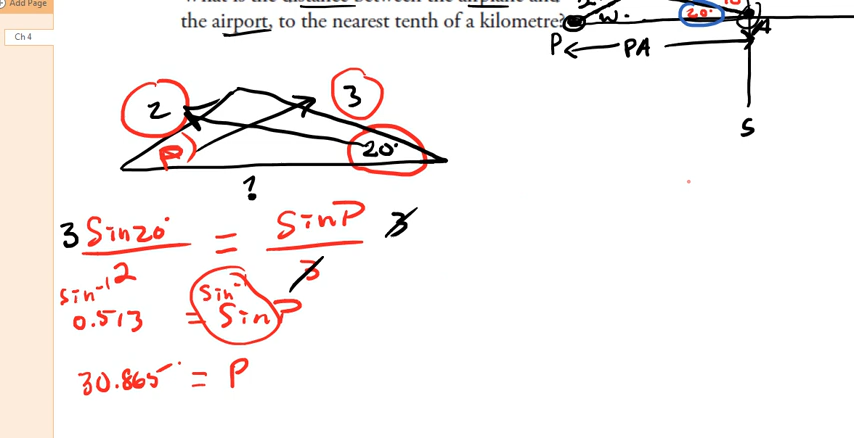 Add Page
Ch 4
the airport, to the nearest tenth of a kilometre?
W.
20°
A
P
PA
S
2
3
P
20°
?
3 Sin20° = SinP 3
2 3
sin⁻¹ sin⁻¹
0.513 = Sin P
30.865° = P